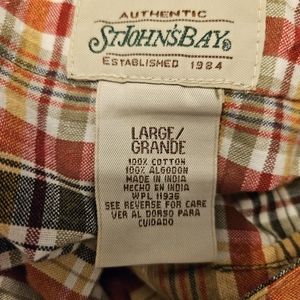 AUTHENTIC
ST.JOHN'S BAY®
ESTABLISHED 1984
LARGE/
GRANDE
100% COTTON
100% ALGODON
MADE IN INDIA
HECHO EN INDIA
WPL 11936
SEE REVERSE FOR CARE
VER AL DORSO PARA
CUIDADO